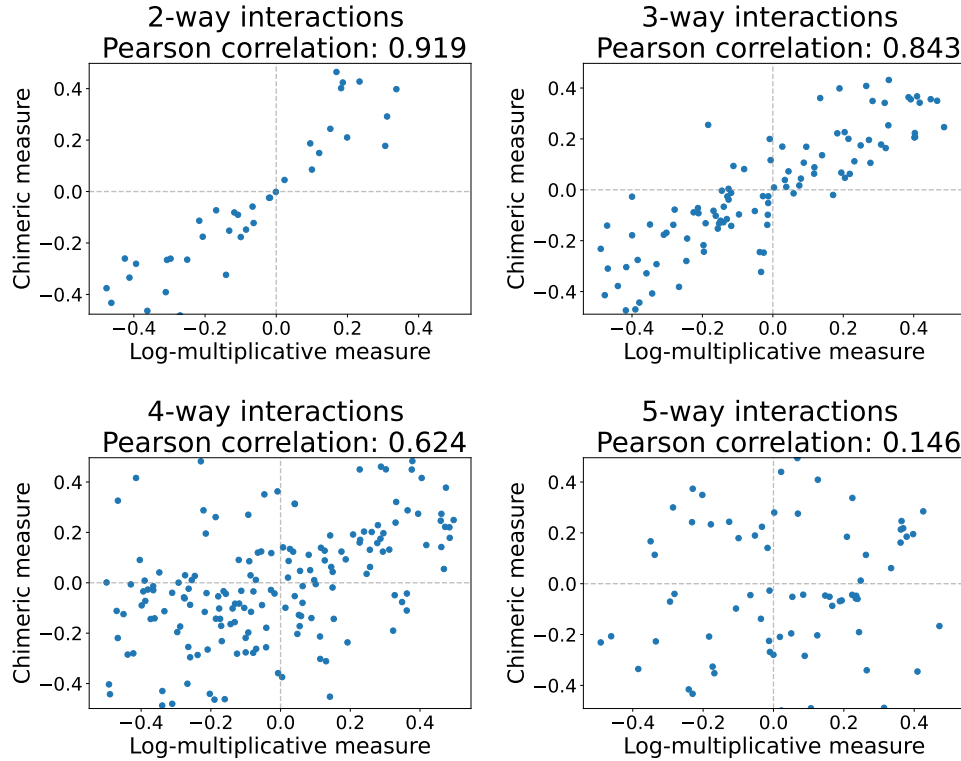 2-way interactions
Pearson correlation: 0.919
Chimeric measure
0.4
0.2
0.0
−0.2
−0.4
−0.4 −0.2 0.0 0.2 0.4
Log-multiplicative measure
3-way interactions
Pearson correlation: 0.843
Chimeric measure
0.4
0.2
0.0
−0.2
−0.4
−0.4 −0.2 0.0 0.2 0.4
Log-multiplicative measure
4-way interactions
Pearson correlation: 0.624
Chimeric measure
0.4
0.2
0.0
−0.2
−0.4
−0.4 −0.2 0.0 0.2 0.4
Log-multiplicative measure
5-way interactions
Pearson correlation: 0.146
Chimeric measure
0.4
0.2
0.0
−0.2
−0.4
−0.4 −0.2 0.0 0.2 0.4
Log-multiplicative measure